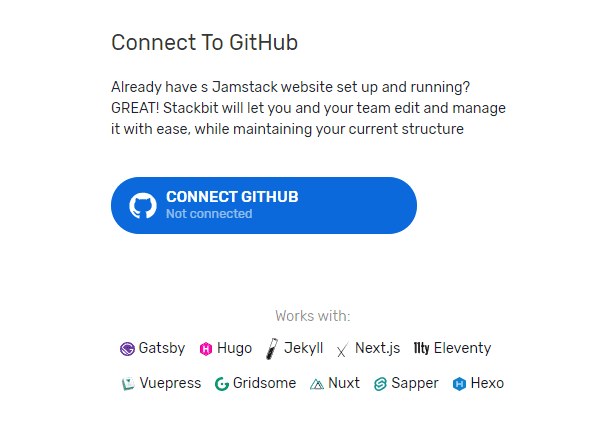 Connect To GitHub
Already have s Jamstack website set up and running?
GREAT! Stackbit will let you and your team edit and manage
it with ease, while maintaining your current structure
CONNECT GITHUB
Not connected
Works with:
Gatsby Hugo Jekyll Next.js 11ty Eleventy
Vuepress Gridsome Nuxt Sapper Hexo